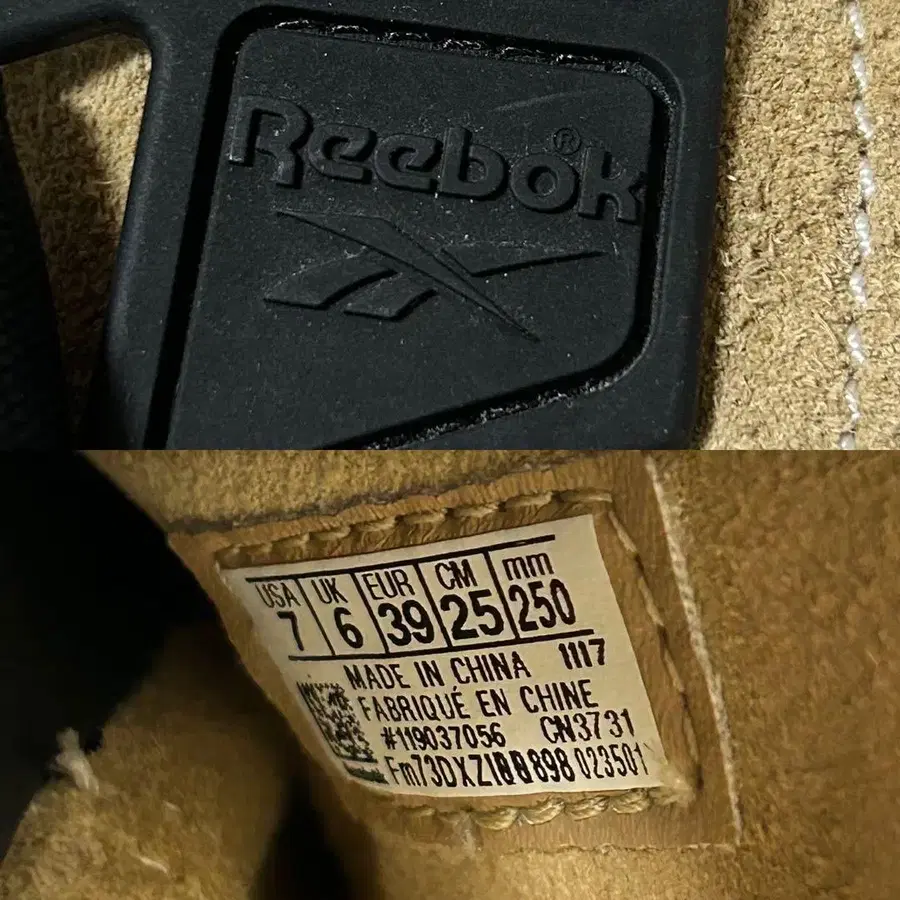 Reebok®
USA UK EUR CM mm
7 6 39 25 250
MADE IN CHINA 1117
FABRIQUÉ EN CHINE
#119037056 CN3731
023501